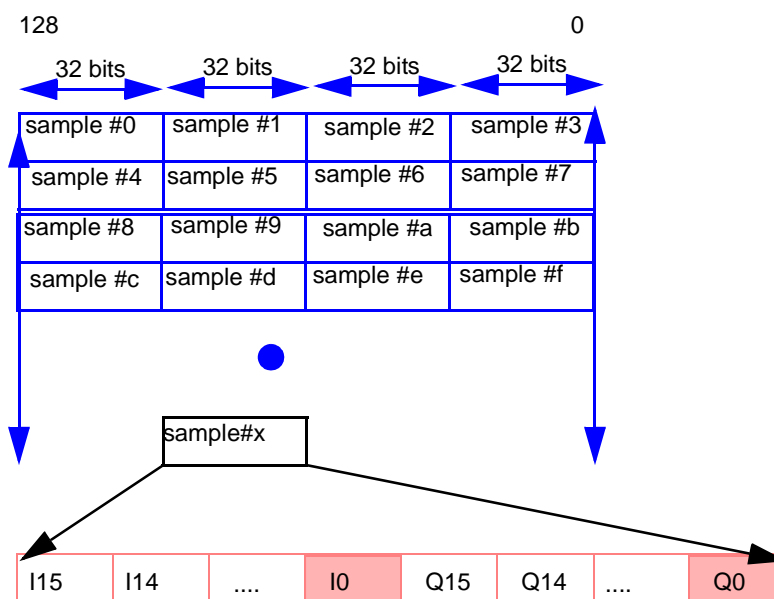 128 0
32 bits 32 bits 32 bits 32 bits
sample #0 sample #1 sample #2 sample #3
sample #4 sample #5 sample #6 sample #7
sample #8 sample #9 sample #a sample #b
sample #c sample #d sample #e sample #f
sample#x
I15 I14 .... I0 Q15 Q14 .... Q0